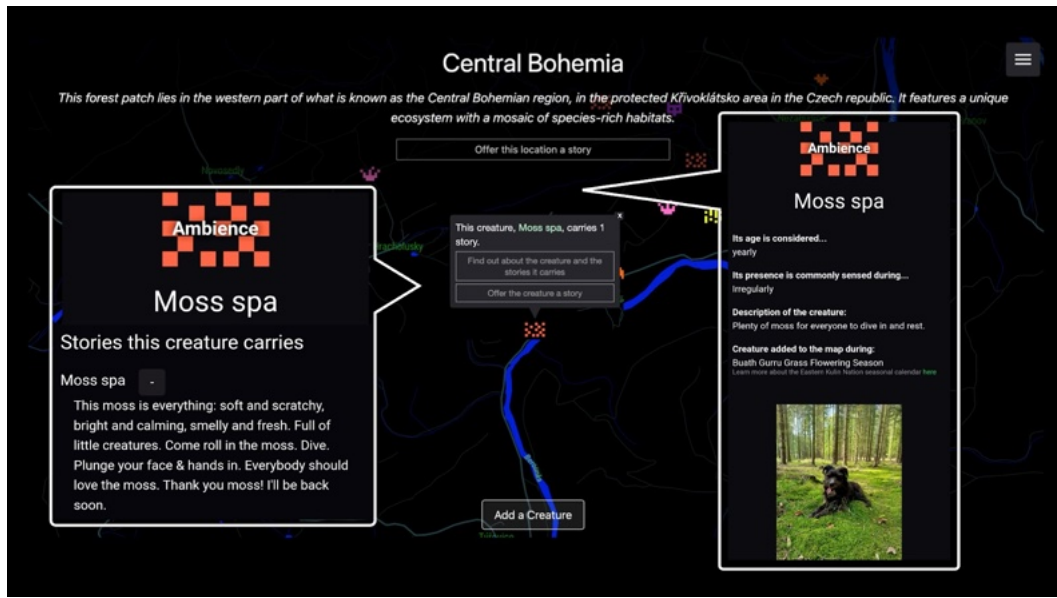 Central Bohemia
This forest patch lies in the western part of what is known as the Central Bohemian region, in the protected Křivoklátsko area in the Czech republic. It features a unique
ecosystem with a mosaic of species-rich habitats.
Offer this location a story
Ambience
Moss spa
Stories this creature carries
Moss spa -
This moss is everything: soft and scratchy,
bright and calming, smelly and fresh. Full of
little creatures. Come roll in the moss. Dive.
Plunge your face & hands in. Everybody should
love the moss. Thank you moss! I'll be back
soon.
x
This creature, Moss spa, carries 1
story.
Find out about the creature and the
stories it carries
Offer the creature a story
Add a Creature
Ambience
Moss spa
Its age is considered...
yearly
Its presence is commonly sensed during...
Irregularly
Description of the creature:
Plenty of moss for everyone to dive in and rest.
Creature added to the map during:
Buath Gurru Grass Flowering Season
Learn more about the Eastern Kulin Nation seasonal calendar here